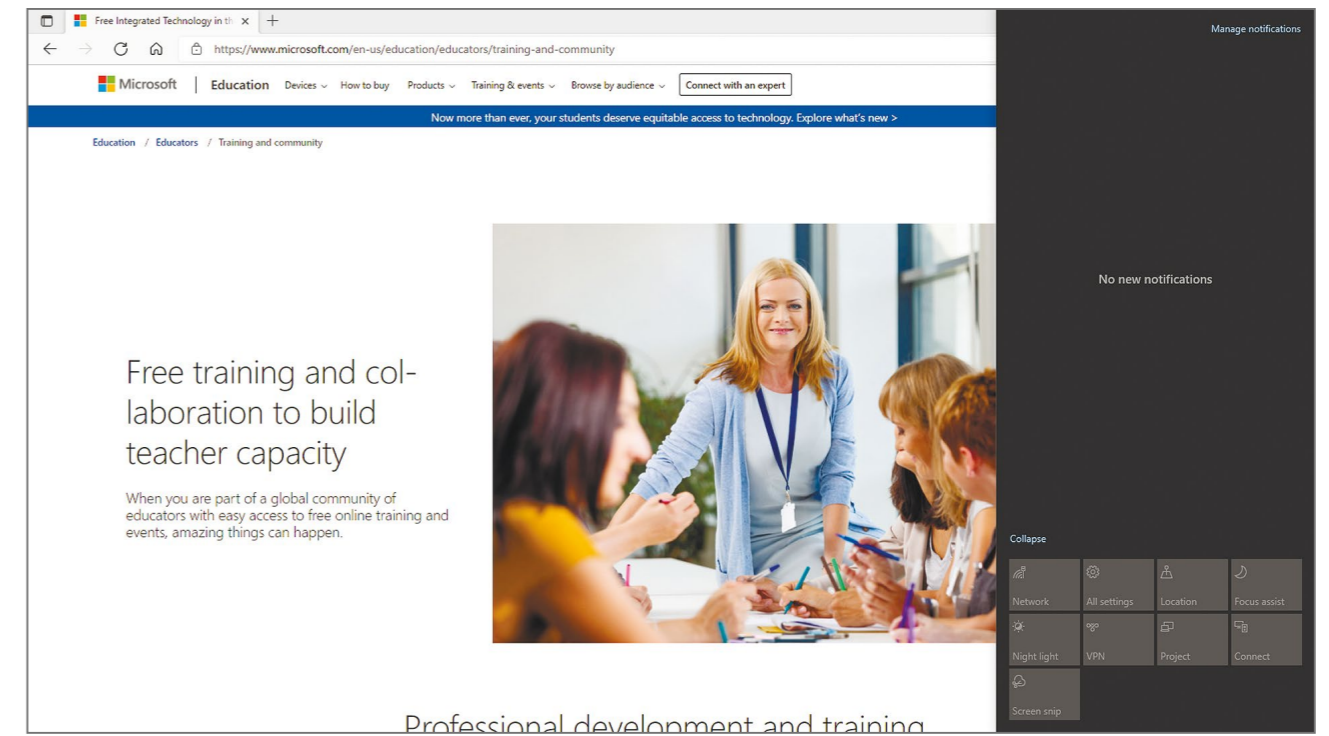 Free Integrated Technology in th
https://www.microsoft.com/en-us/education/educators/training-and-community
Microsoft Education Devices How to buy Products Training & events Browse by audience Connect with an expert
Now more than ever, your students deserve equitable access to technology. Explore what's new >
Education / Educators / Training and community
Free training and col-
laboration to build
teacher capacity
When you are part of a global community of
educators with easy access to free online training and
events, amazing things can happen.
Professional development and training
Manage notifications
No new notifications
Collapse
Network All settings Location Focus assist
Night light VPN Project Connect
Screen snip